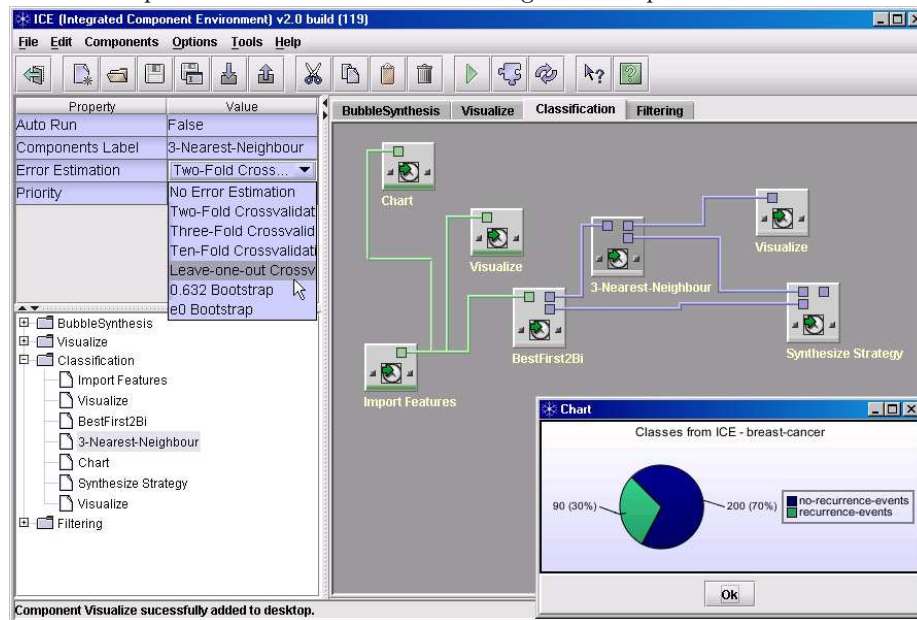 ICE (Integrated Component Environment) v2.0 build (119)
File Edit Components Options Tools Help
Property Value
Auto Run False
Components Label 3-Nearest-Neighbour
Error Estimation Two-Fold Cross...
Priority
No Error Estimation
Two-Fold Crossvalidat
Three-Fold Crossvalid
Ten-Fold Crossvalidati
Leave-one-out Crossv
0.632 Bootstrap
e0 Bootstrap
BubbleSynthesis
Visualize
Classification
Import Features
Visualize
BestFirst2Bi
3-Nearest-Neighbour
Chart
Synthesize Strategy
Visualize
Filtering
BubbleSynthesis Visualize Classification Filtering
Chart
Visualize
Visualize
3-Nearest-Neighbour
BestFirst2Bi
Synthesize Strategy
Import Features
Chart
Classes from ICE - breast-cancer
90 (30%)
200 (70%)
no-recurrence-events
recurrence-events
Ok
Component Visualize sucessfully added to desktop.